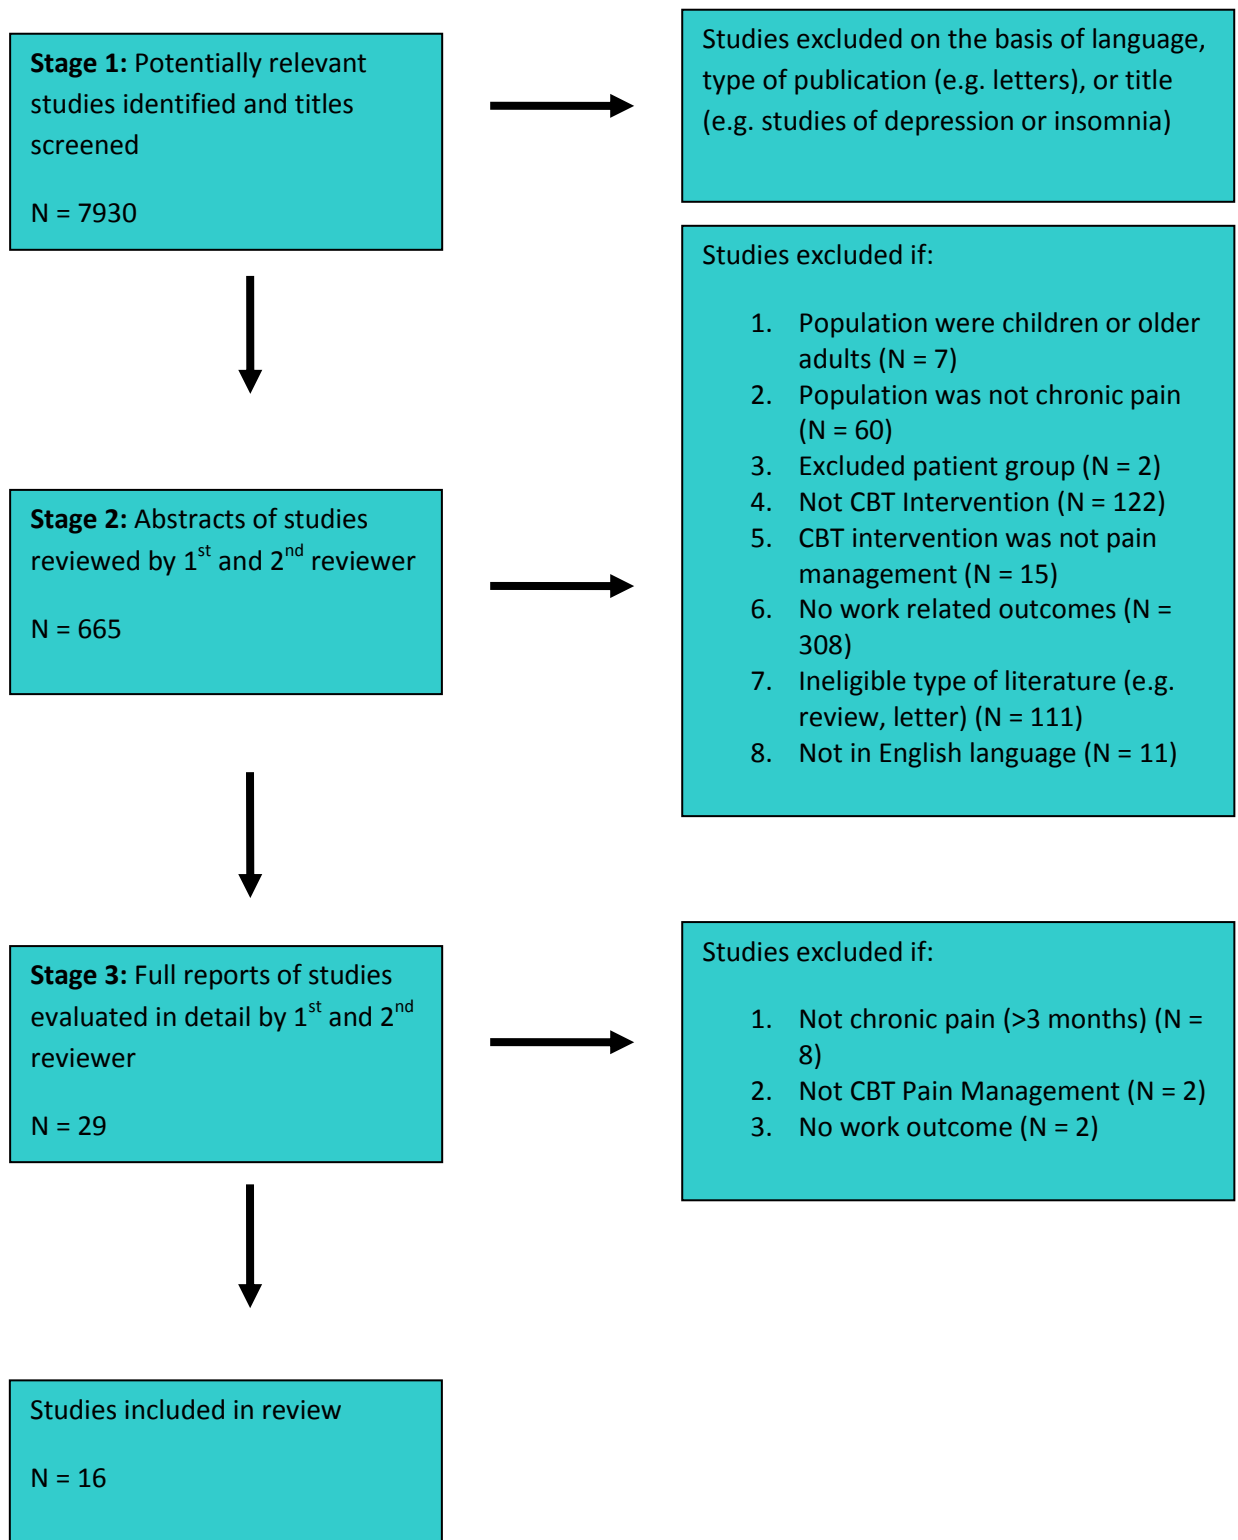 Stage 1: Potentially relevant
studies identified and titles
screened
N = 7930
Studies excluded on the basis of language,
type of publication (e.g. letters), or title
(e.g. studies of depression or insomnia)
Stage 2: Abstracts of studies
reviewed by 1st and 2nd reviewer
N = 665
Studies excluded if:
1. Population were children or older
adults (N = 7)
2. Population was not chronic pain
(N = 60)
3. Excluded patient group (N = 2)
4. Not CBT Intervention (N = 122)
5. CBT intervention was not pain
management (N = 15)
6. No work related outcomes (N =
308)
7. Ineligible type of literature (e.g.
review, letter) (N = 111)
8. Not in English language (N = 11)
Stage 3: Full reports of studies
evaluated in detail by 1st and 2nd
reviewer
N = 29
Studies excluded if:
1. Not chronic pain (>3 months) (N =
8)
2. Not CBT Pain Management (N = 2)
3. No work outcome (N = 2)
Studies included in review
N = 16